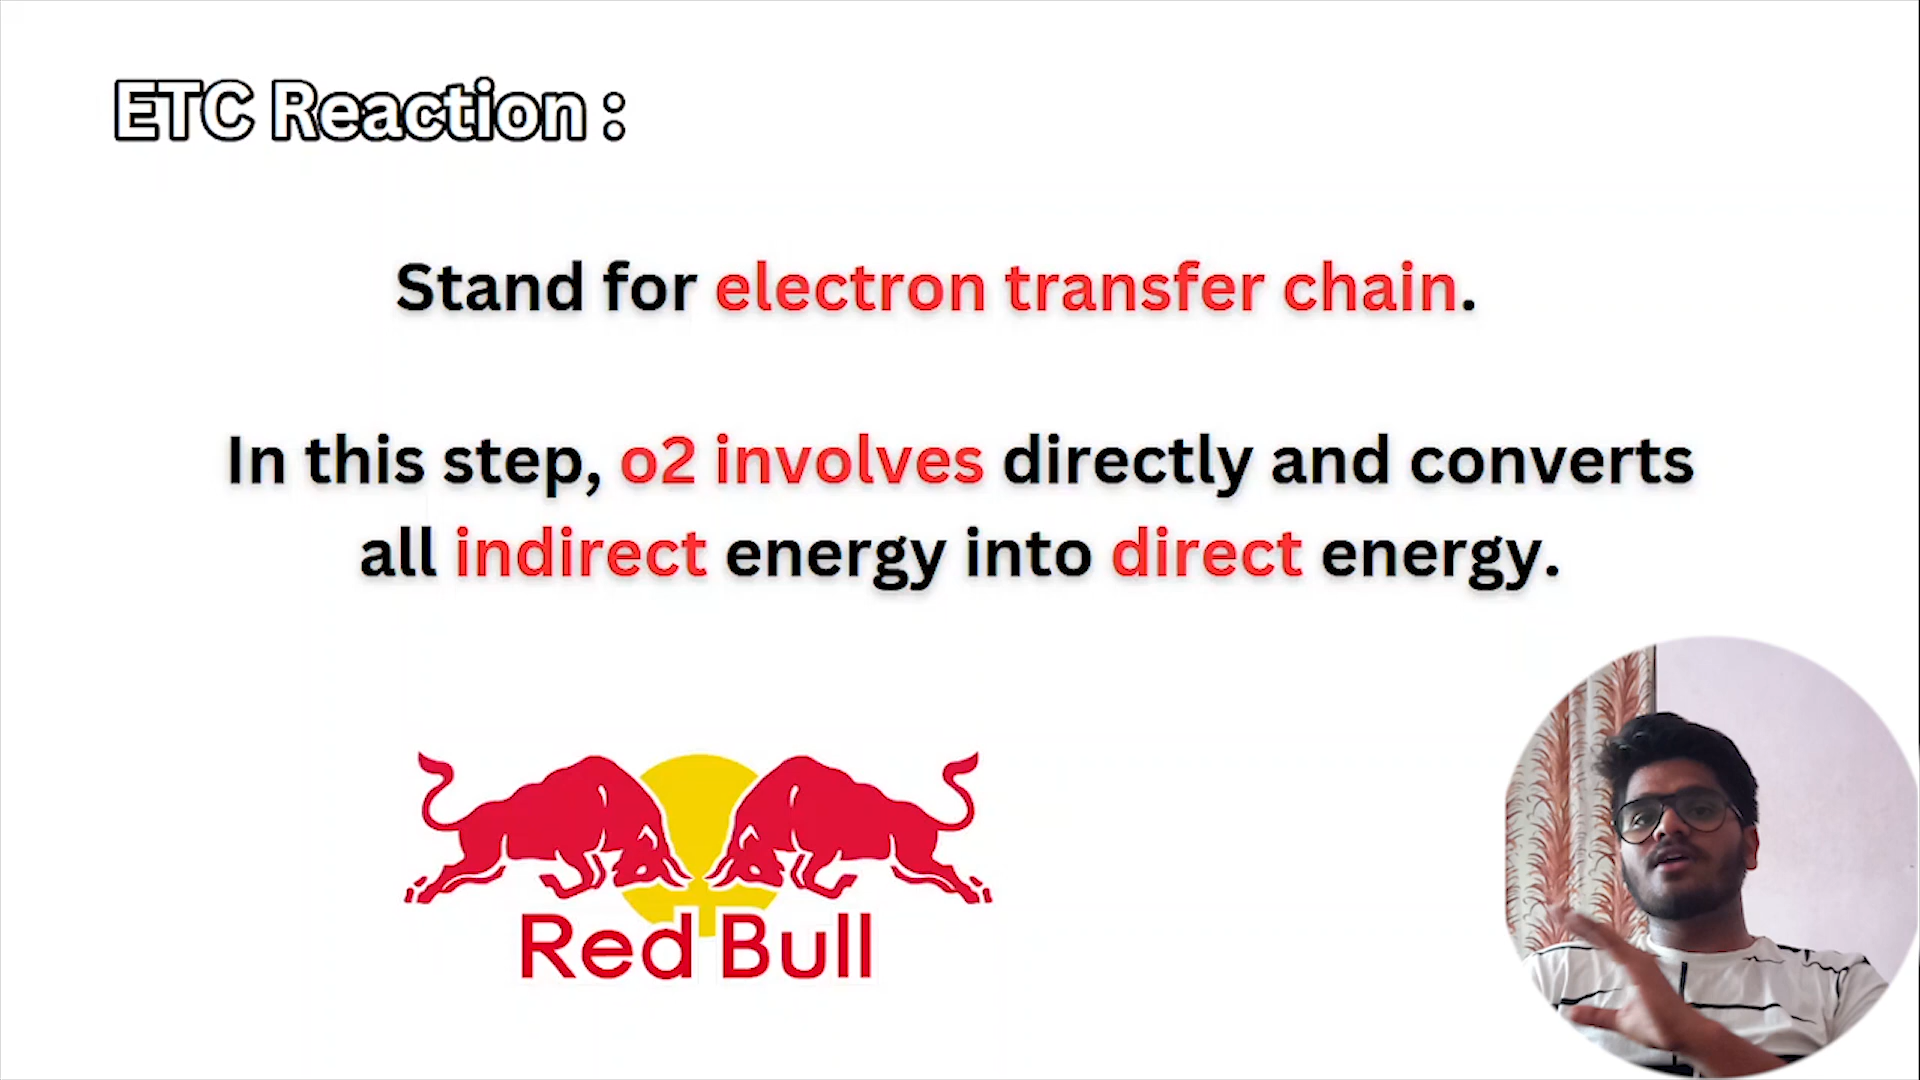 ETC Reaction :
Stand for electron transfer chain.
In this step, o2 involves directly and converts
all indirect energy into direct energy.
Red Bull